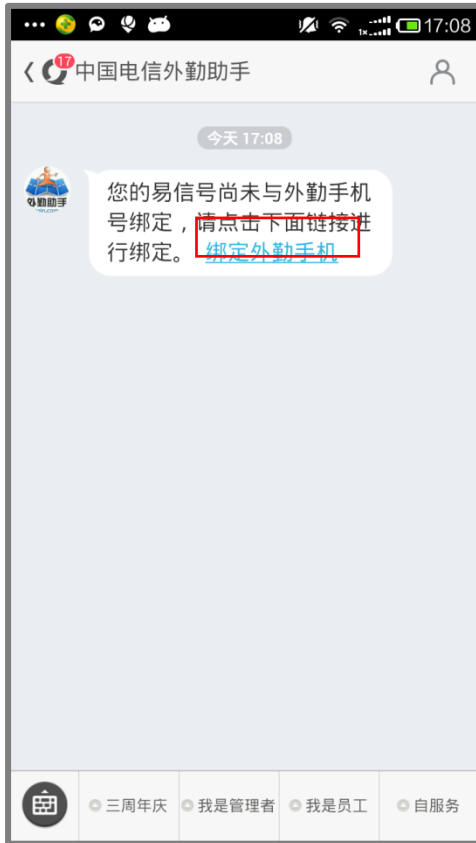 17:08
17
中国电信外勤助手
今天 17:08
外勤助手
您的易信号尚未与外勤手机
号绑定,请点击下面链接进
行绑定。 绑定外勤手机
三周年庆
我是管理者
我是员工
自服务